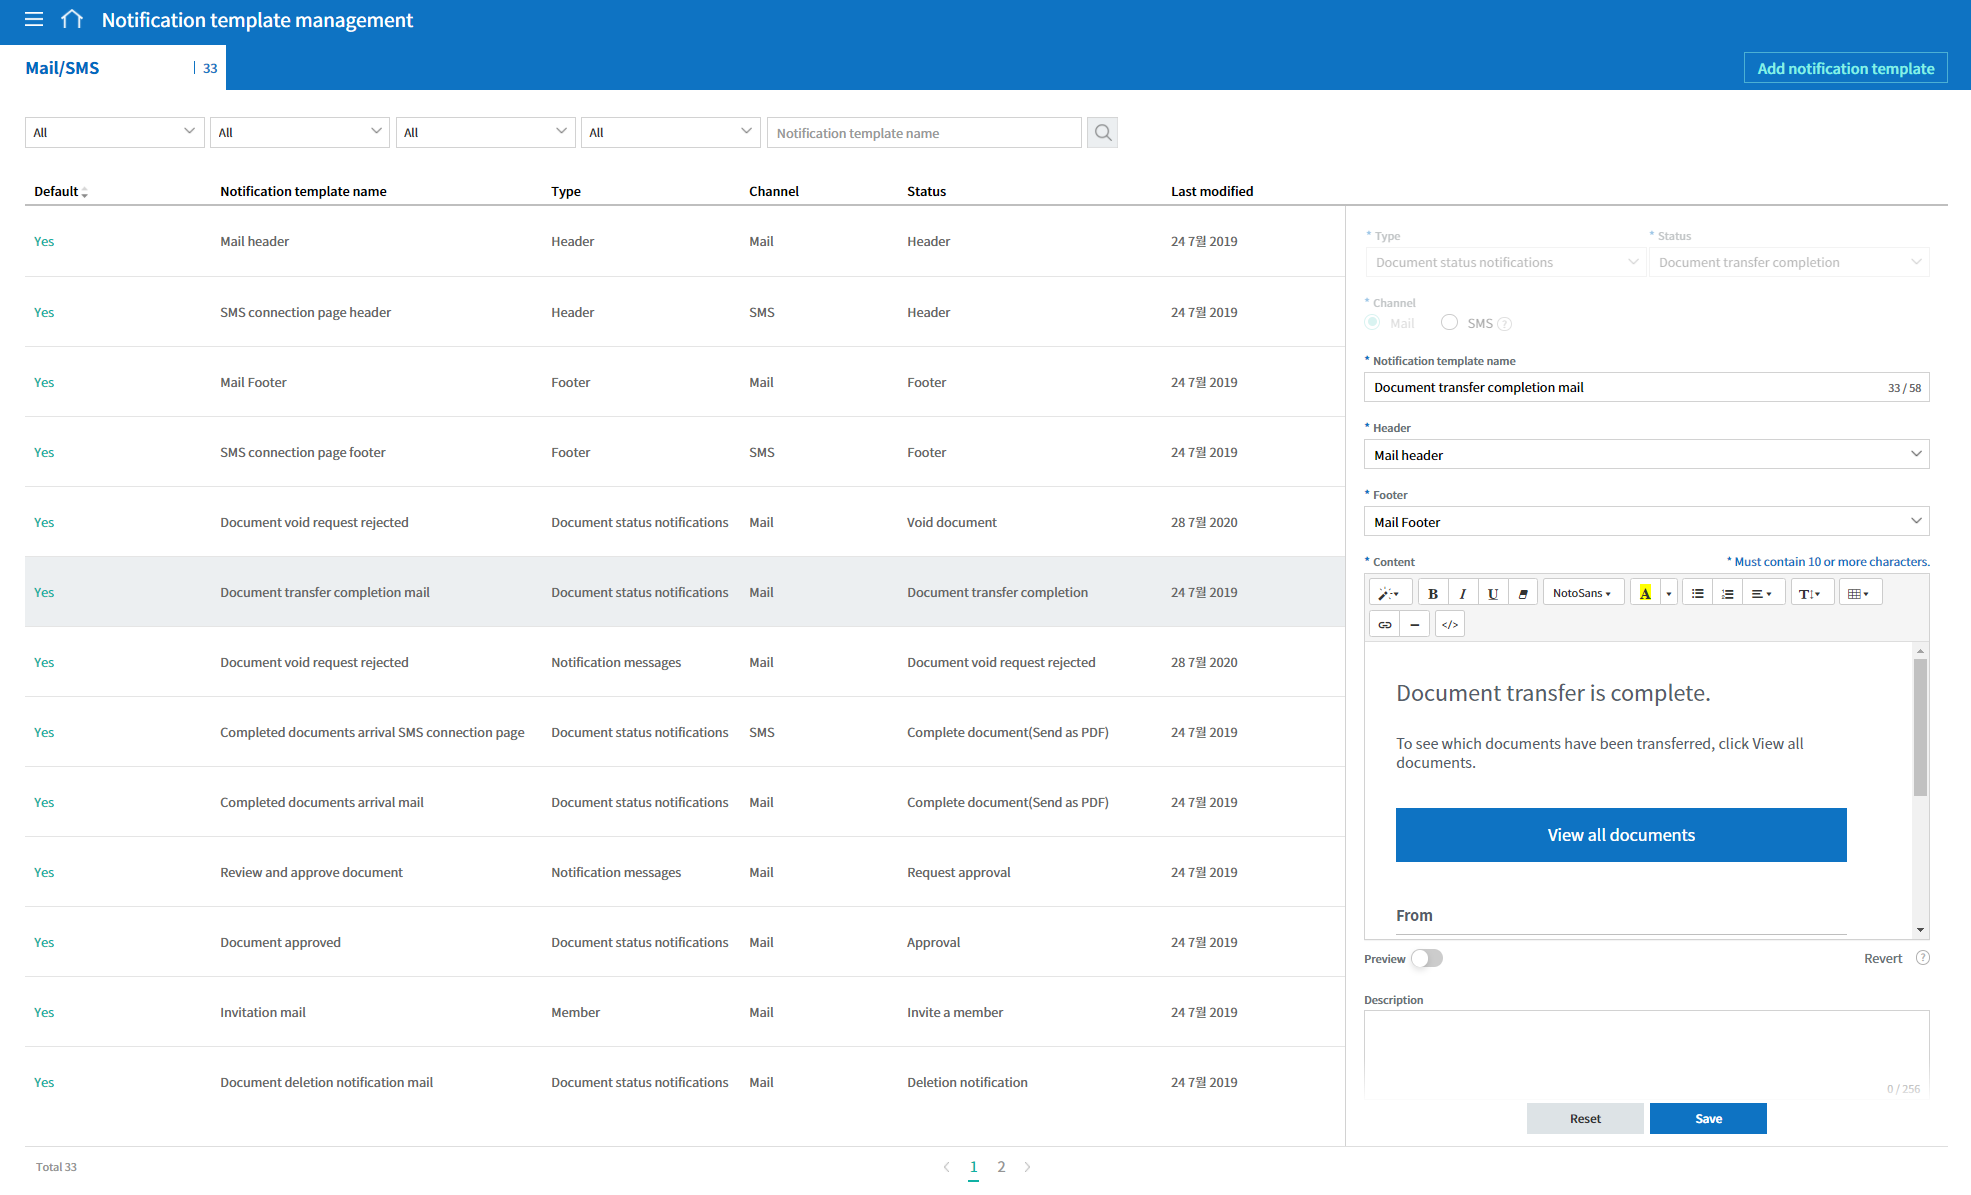 Notification template management
Mail/SMS | 33
Add notification template
All All All All Notification template name
Default Notification template name Type Channel Status Last modified
Yes Mail header Header Mail Header 24 7월 2019
Yes SMS connection page header Header SMS Header 24 7월 2019
Yes Mail Footer Footer Mail Footer 24 7월 2019
Yes SMS connection page footer Footer SMS Footer 24 7월 2019
Yes Document void request rejected Document status notifications Mail Void document 28 7월 2020
Yes Document transfer completion mail Document status notifications Mail Document transfer completion 24 7월 2019
Yes Document void request rejected Notification messages Mail Document void request rejected 28 7월 2020
Yes Completed documents arrival SMS connection page Document status notifications SMS Complete document(Send as PDF) 24 7월 2019
Yes Completed documents arrival mail Document status notifications Mail Complete document(Send as PDF) 24 7월 2019
Yes Review and approve document Notification messages Mail Request approval 24 7월 2019
Yes Document approved Document status notifications Mail Approval 24 7월 2019
Yes Invitation mail Member Mail Invite a member 24 7월 2019
Yes Document deletion notification mail Document status notifications Mail Deletion notification 24 7월 2019
* Type * Status
Document status notifications Document transfer completion
* Channel
Mail SMS ?
* Notification template name
Document transfer completion mail 33 / 58
* Header
Mail header
* Footer
Mail Footer
* Content * Must contain 10 or more characters.
B I U NotoSans A T
</>
Document transfer is complete.
To see which documents have been transferred, click View all
documents.
View all documents
From
Preview Revert ?
Description
0 / 256
Reset Save
Total 33 < 1 2 >